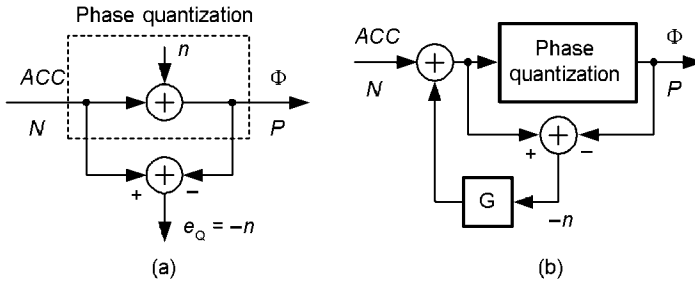 Phase quantization
n
ACC
Φ
N
P
+
−
e_Q = −n
(a)
ACC
Φ
Phase
quantization
N
P
+
−
G
−n
(b)